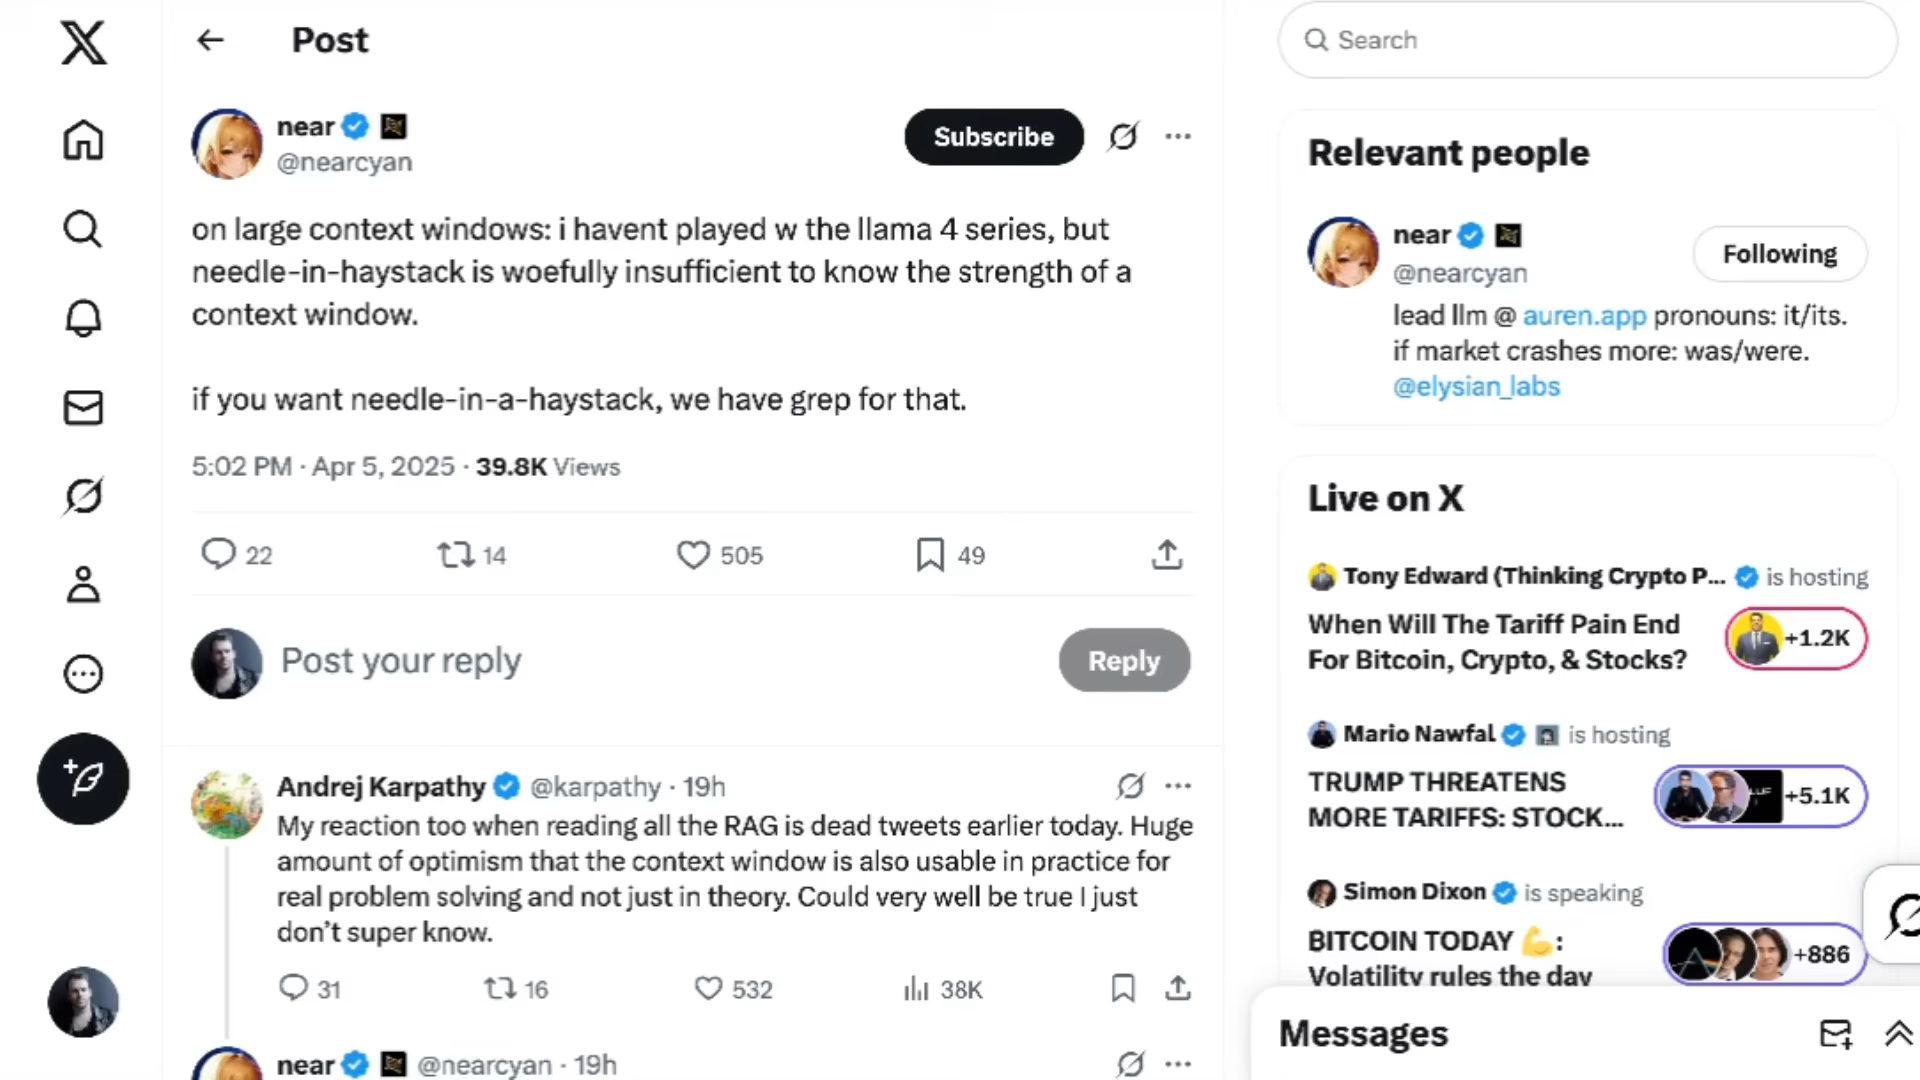 Post
near
@nearcyan
Subscribe
on large context windows: i havent played w the llama 4 series, but
needle-in-haystack is woefully insufficient to know the strength of a
context window.
if you want needle-in-a-haystack, we have grep for that.
5:02 PM · Apr 5, 2025 · 39.8K Views
22 14 505 49
Post your reply
Reply
Andrej Karpathy @karpathy · 19h
My reaction too when reading all the RAG is dead tweets earlier today. Huge
amount of optimism that the context window is also usable in practice for
real problem solving and not just in theory. Could very well be true I just
don't super know.
31 16 532 38K
near @nearcyan · 19h
Search
Relevant people
near
@nearcyan
Following
lead llm @ auren.app pronouns: it/its.
if market crashes more: was/were.
@elysian_labs
Live on X
Tony Edward (Thinking Crypto P... is hosting
When Will The Tariff Pain End
For Bitcoin, Crypto, & Stocks?
+1.2K
Mario Nawfal is hosting
TRUMP THREATENS
MORE TARIFFS: STOCK...
+5.1K
Simon Dixon is speaking
BITCOIN TODAY 💪:
Volatility rules the day
+886
Messages